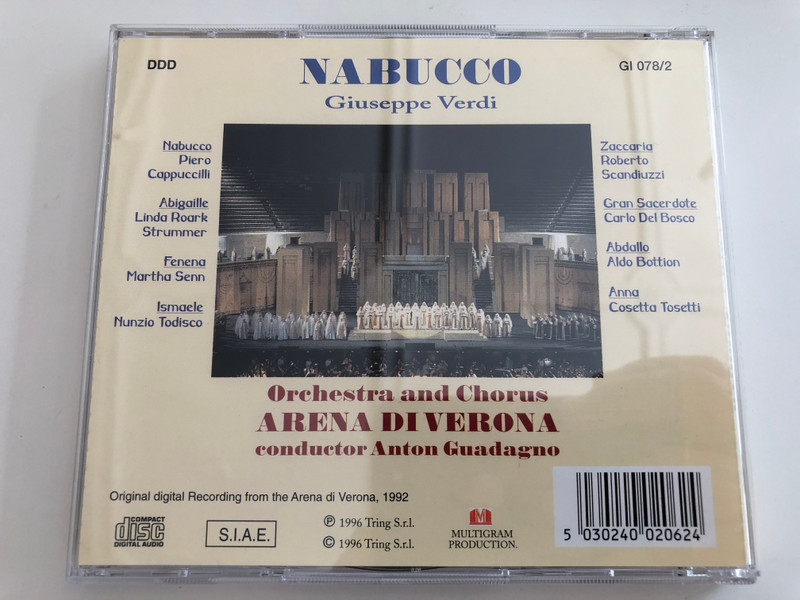 DDD
NABUCCO
GI 078/2
Giuseppe Verdi
Nabucco
Piero
Cappuccilli
Abigaille
Linda Roark
Strummer
Fenena
Martha Senn
Ismaele
Nunzio Todisco
Zaccaria
Roberto
Scandiuzzi
Gran Sacerdote
Carlo Del Bosco
Abdallo
Aldo Bottion
Anna
Cosetta Tosetti
Orchestra and Chorus
ARENA DI VERONA
conductor Anton Guadagno
Original digital Recording from the Arena di Verona, 1992
COMPACT
disc
DIGITAL AUDIO
S.I.A.E.
℗ 1996 Tring S.r.l.
© 1996 Tring S.r.l.
M
MULTIGRAM
PRODUCTION.
5 030240 020624